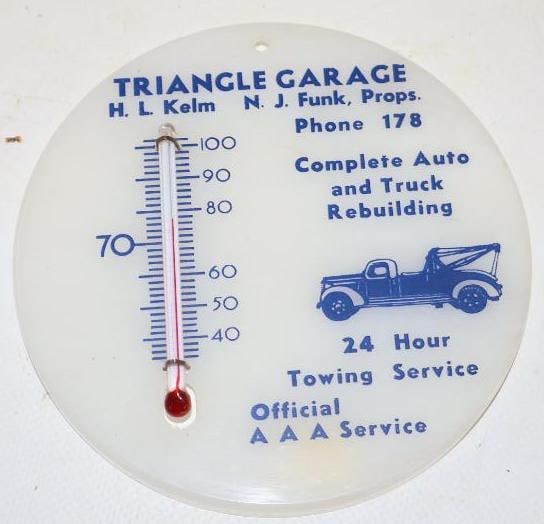 TRIANGLE GARAGE
H. L. Kelm N. J. Funk, Props.
Phone 178
Complete Auto
and Truck
Rebuilding
100
90
80
70
60
50
40
24 Hour
Towing Service
Official
A A A Service